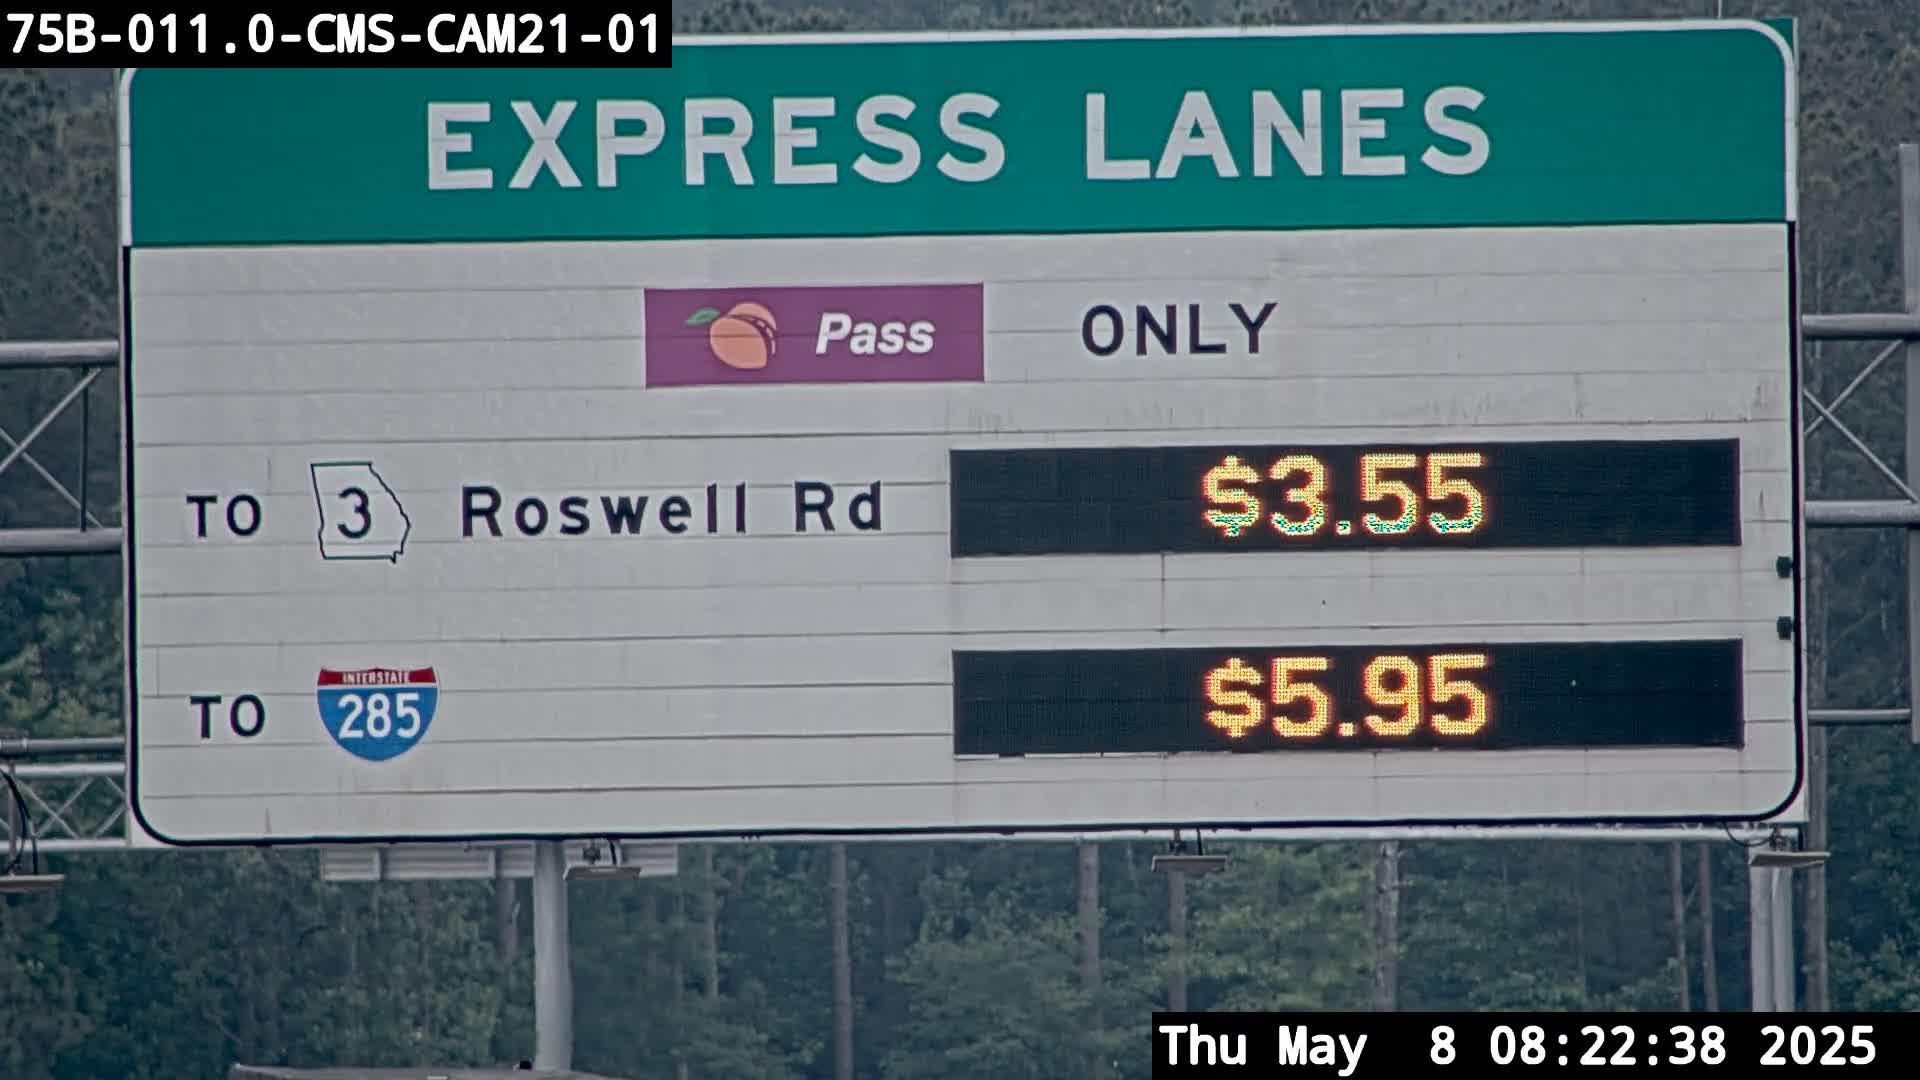 75B-011.0-CMS-CAM21-01
EXPRESS LANES
Pass ONLY
TO 3 Roswell Rd $3.55
TO INTERSTATE 285 $5.95
Thu May 8 08:22:38 2025